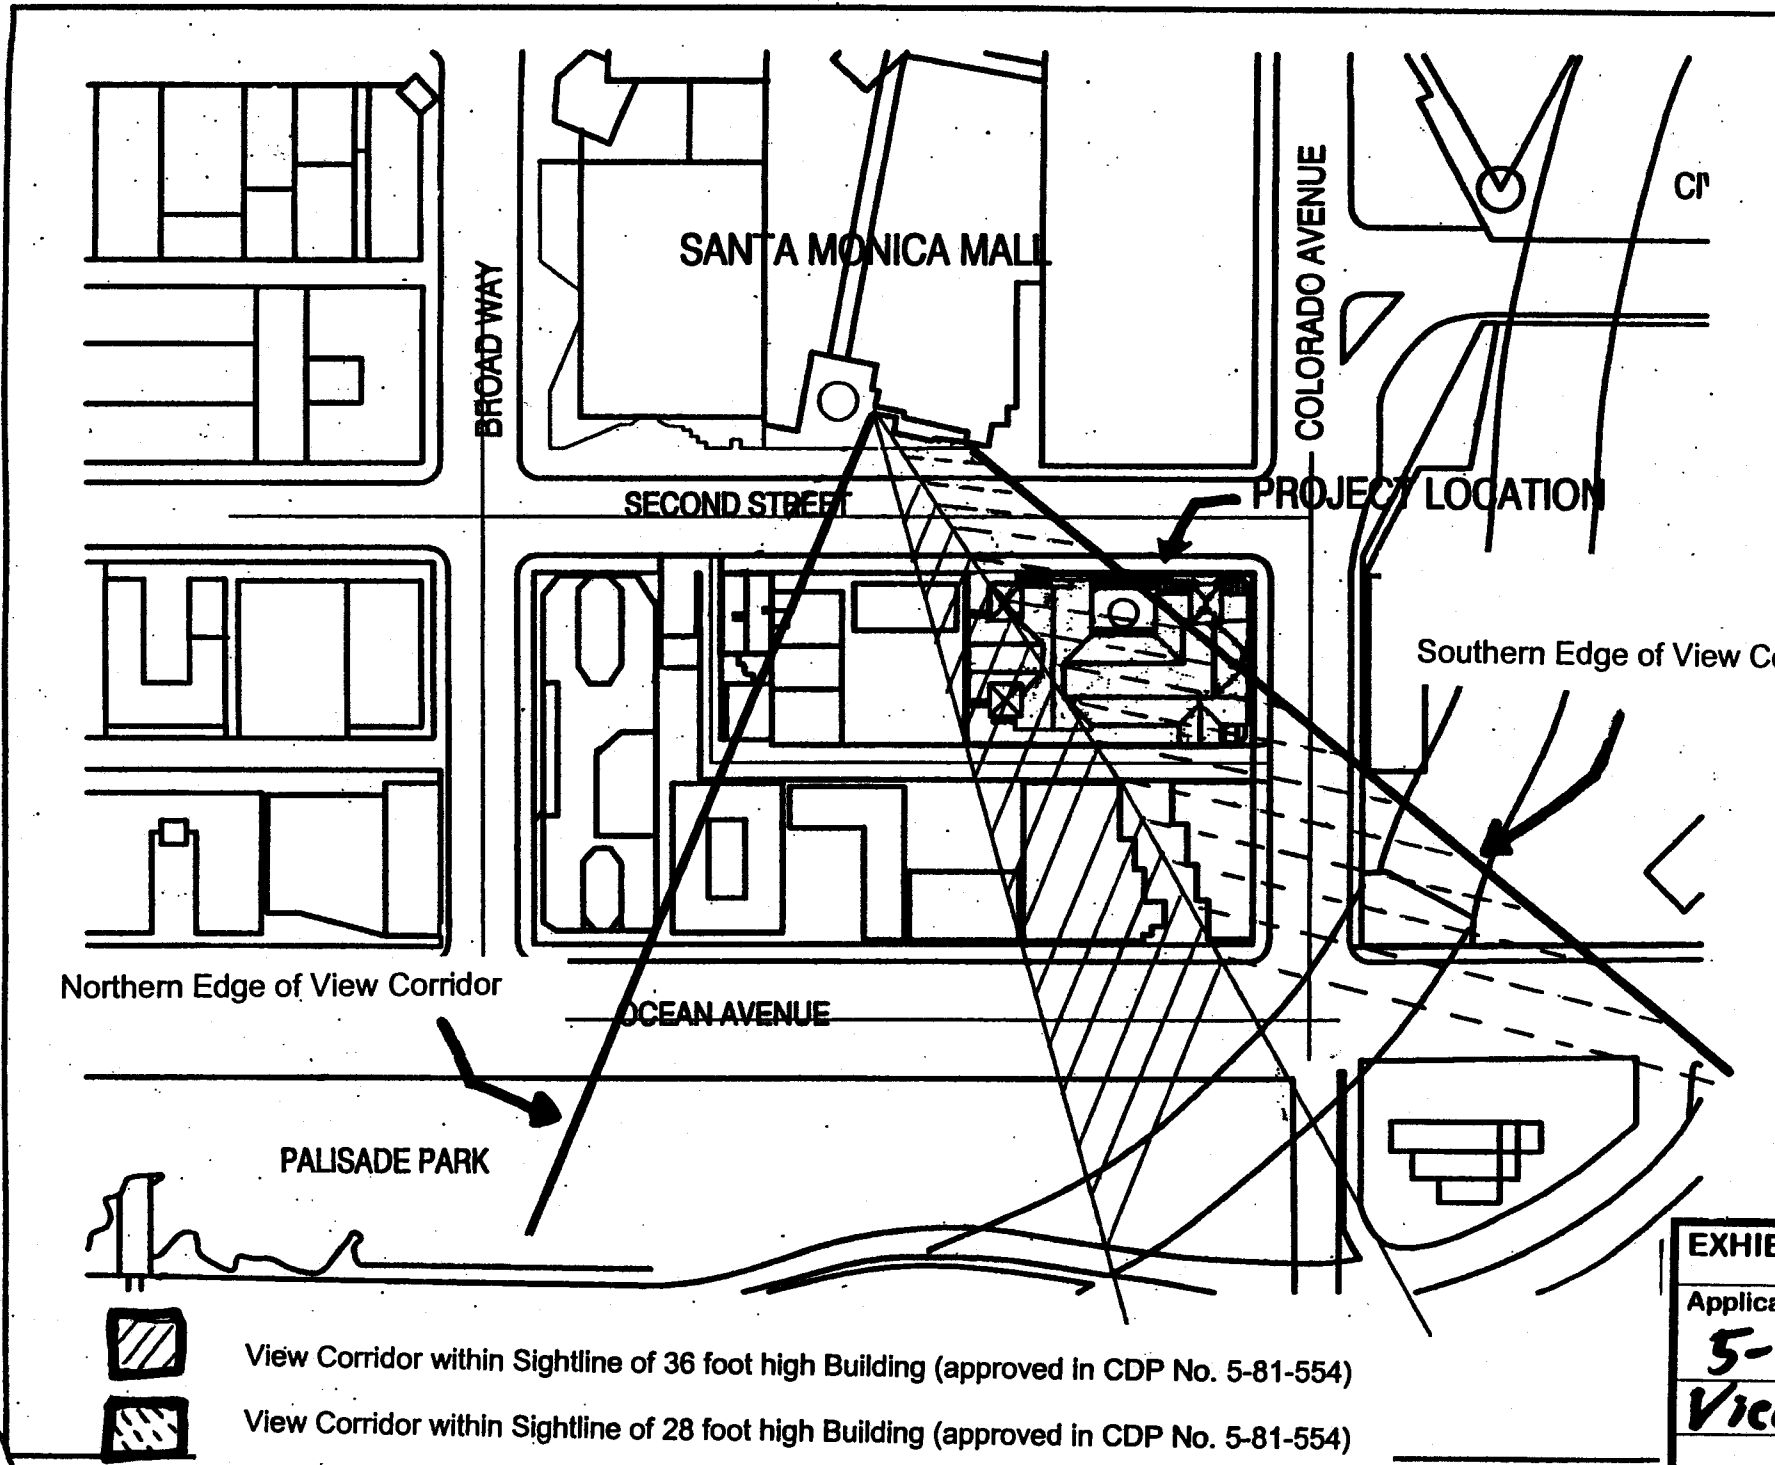 SANTA MONICA MALL
BROAD WAY
COLORADO AVENUE
SECOND STREET
PROJECT LOCATION
Southern Edge of View
Northern Edge of View Corridor
OCEAN AVENUE
PALISADE PARK
View Corridor within Sightline of 36 foot high Building (approved in CDP No. 5-81-554)
View Corridor within Sightline of 28 foot high Building (approved in CDP No. 5-81-554)
5-